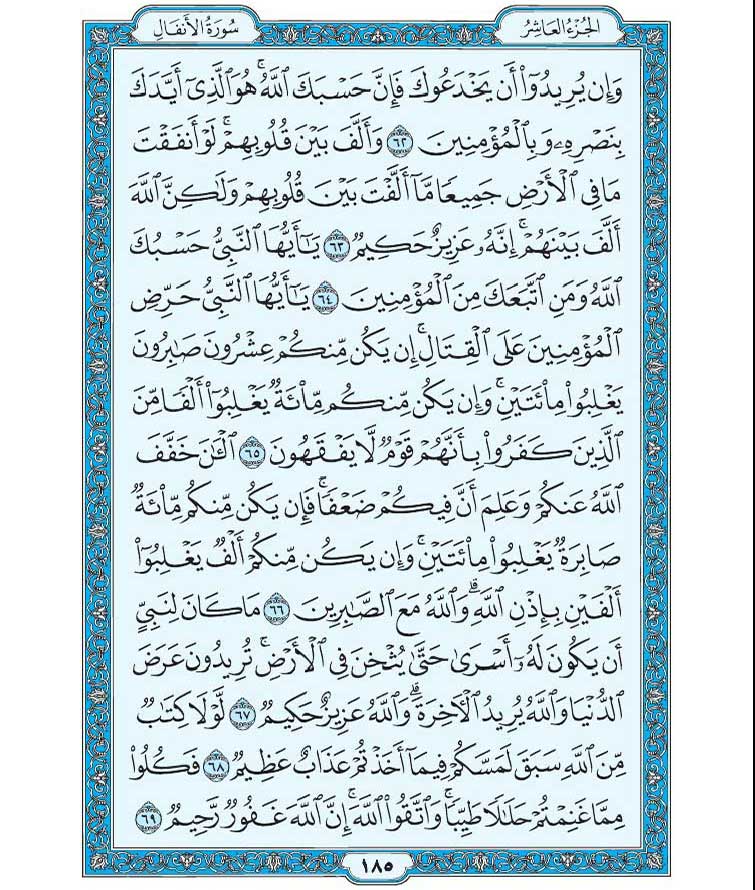 الجُزْءُ العَاشِرُ
سُورَةُ الأَنفَالِ
وَإِن يُرِيدُوٓاْ أَن يَخْدَعُوكَ فَإِنَّ حَسْبَكَ ٱللَّهُۚ هُوَ ٱلَّذِىٓ أَيَّدَكَ
بِنَصْرِهِۦ وَبِٱلْمُؤْمِنِينَ ٦٢ وَأَلَّفَ بَيْنَ قُلُوبِهِمْۚ لَوْ أَنفَقْتَ
مَا فِى ٱلْأَرْضِ جَمِيعًا مَّآ أَلَّفْتَ بَيْنَ قُلُوبِهِمْ وَلَٰكِنَّ ٱللَّهَ
أَلَّفَ بَيْنَهُمْۚ إِنَّهُۥ عَزِيزٌ حَكِيمٌ ٦٣ يَٰٓأَيُّهَا ٱلنَّبِىُّ حَسْبُكَ
ٱللَّهُ وَمَنِ ٱتَّبَعَكَ مِنَ ٱلْمُؤْمِنِينَ ٦٤ يَٰٓأَيُّهَا ٱلنَّبِىُّ حَرِّضِ
ٱلْمُؤْمِنِينَ عَلَى ٱلْقِتَالِۚ إِن يَكُن مِّنكُمْ عِشْرُونَ صَٰبِرُونَ
يَغْلِبُواْ مِاْئَتَيْنِۚ وَإِن يَكُن مِّنكُم مِّاْئَةٌ يَغْلِبُوٓاْ أَلْفًا مِّنَ
ٱلَّذِينَ كَفَرُواْ بِأَنَّهُمْ قَوْمٌ لَّا يَفْقَهُونَ ٦٥ ٱلْـَٰٔنَ خَفَّفَ
ٱللَّهُ عَنكُمْ وَعَلِمَ أَنَّ فِيكُمْ ضَعْفًاۚ فَإِن يَكُن مِّنكُم مِّاْئَةٌ
صَابِرَةٌ يَغْلِبُواْ مِاْئَتَيْنِۚ وَإِن يَكُن مِّنكُمْ أَلْفٌ يَغْلِبُوٓاْ
أَلْفَيْنِ بِإِذْنِ ٱللَّهِۗ وَٱللَّهُ مَعَ ٱلصَّٰبِرِينَ ٦٦ مَا كَانَ لِنَبِىٍّ
أَن يَكُونَ لَهُۥٓ أَسْرَىٰ حَتَّىٰ يُثْخِنَ فِى ٱلْأَرْضِۚ تُرِيدُونَ عَرَضَ
ٱلدُّنْيَا وَٱللَّهُ يُرِيدُ ٱلْأَخِرَةَۗ وَٱللَّهُ عَزِيزٌ حَكِيمٌ ٦٧ لَّوْلَا كِتَٰبٌ
مِّنَ ٱللَّهِ سَبَقَ لَمَسَّكُمْ فِيمَآ أَخَذْتُمْ عَذَابٌ عَظِيمٌ ٦٨ فَكُلُواْ
مِمَّا غَنِمْتُمْ حَلَٰلًا طَيِّبًاۚ وَٱتَّقُواْ ٱللَّهَۚ إِنَّ ٱللَّهَ غَفُورٌ رَّحِيمٌ ٦٩
١٨٥